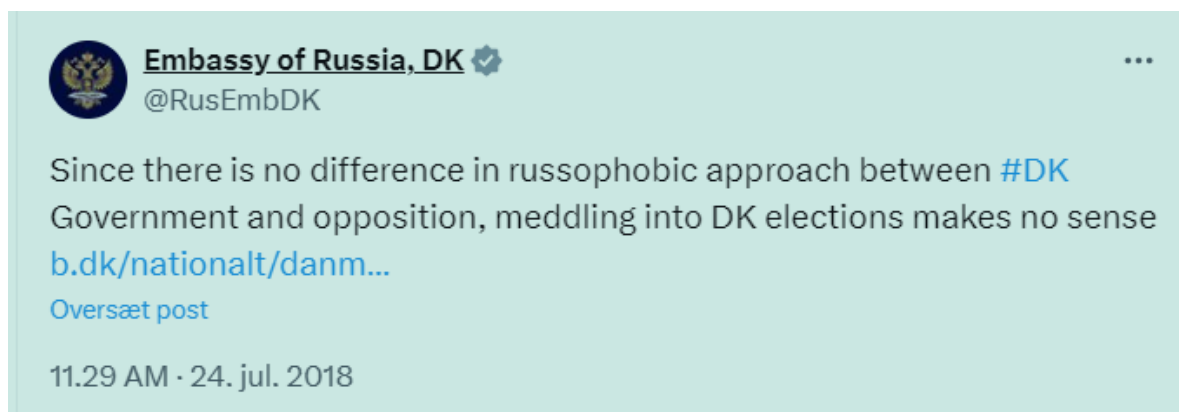 Embassy of Russia, DK
@RusEmbDK
Since there is no difference in russophobic approach between #DK
Government and opposition, meddling into DK elections makes no sense
b.dk/nationalt/danm...
Oversæt post
11.29 AM · 24. jul. 2018